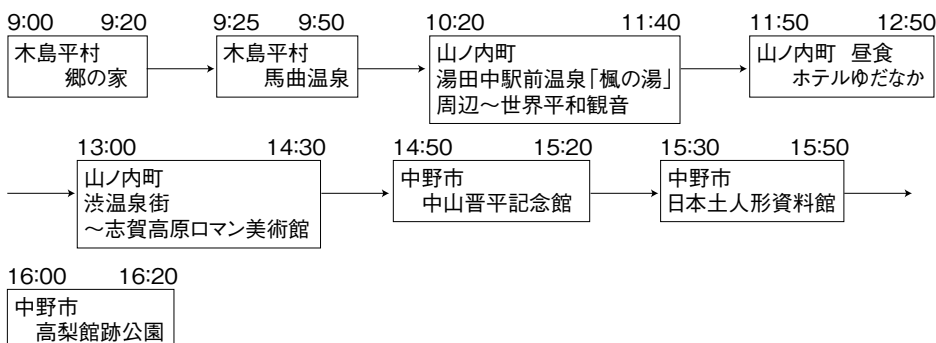 9:00 9:20 9:25 9:50 10:20 11:40 11:50 12:50
木島平村
郷の家
木島平村
馬曲温泉
山ノ内町
湯田中駅前温泉「楓の湯」
周辺～世界平和観音
山ノ内町 昼食
ホテルゆだなか
13:00 14:30 14:50 15:20 15:30 15:50
山ノ内町
渋温泉街
～志賀高原ロマン美術館
中野市
中山晋平記念館
中野市
日本土人形資料館
16:00 16:20
中野市
高梨館跡公園